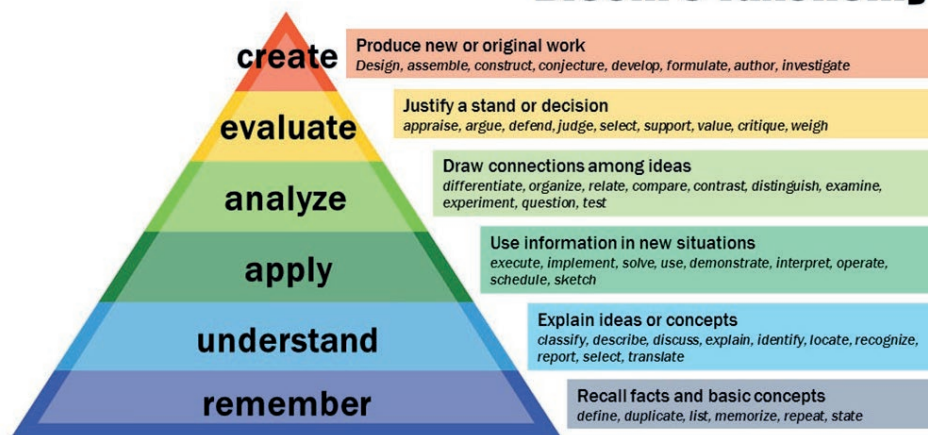 create
Produce new or original work
Design, assemble, construct, conjecture, develop, formulate, author, investigate
evaluate
Justify a stand or decision
appraise, argue, defend, judge, select, support, value, critique, weigh
analyze
Draw connections among ideas
differentiate, organize, relate, compare, contrast, distinguish, examine,
experiment, question, test
apply
Use information in new situations
execute, implement, solve, use, demonstrate, interpret, operate,
schedule, sketch
understand
Explain ideas or concepts
classify, describe, discuss, explain, identify, locate, recognize,
report, select, translate
remember
Recall facts and basic concepts
define, duplicate, list, memorize, repeat, state